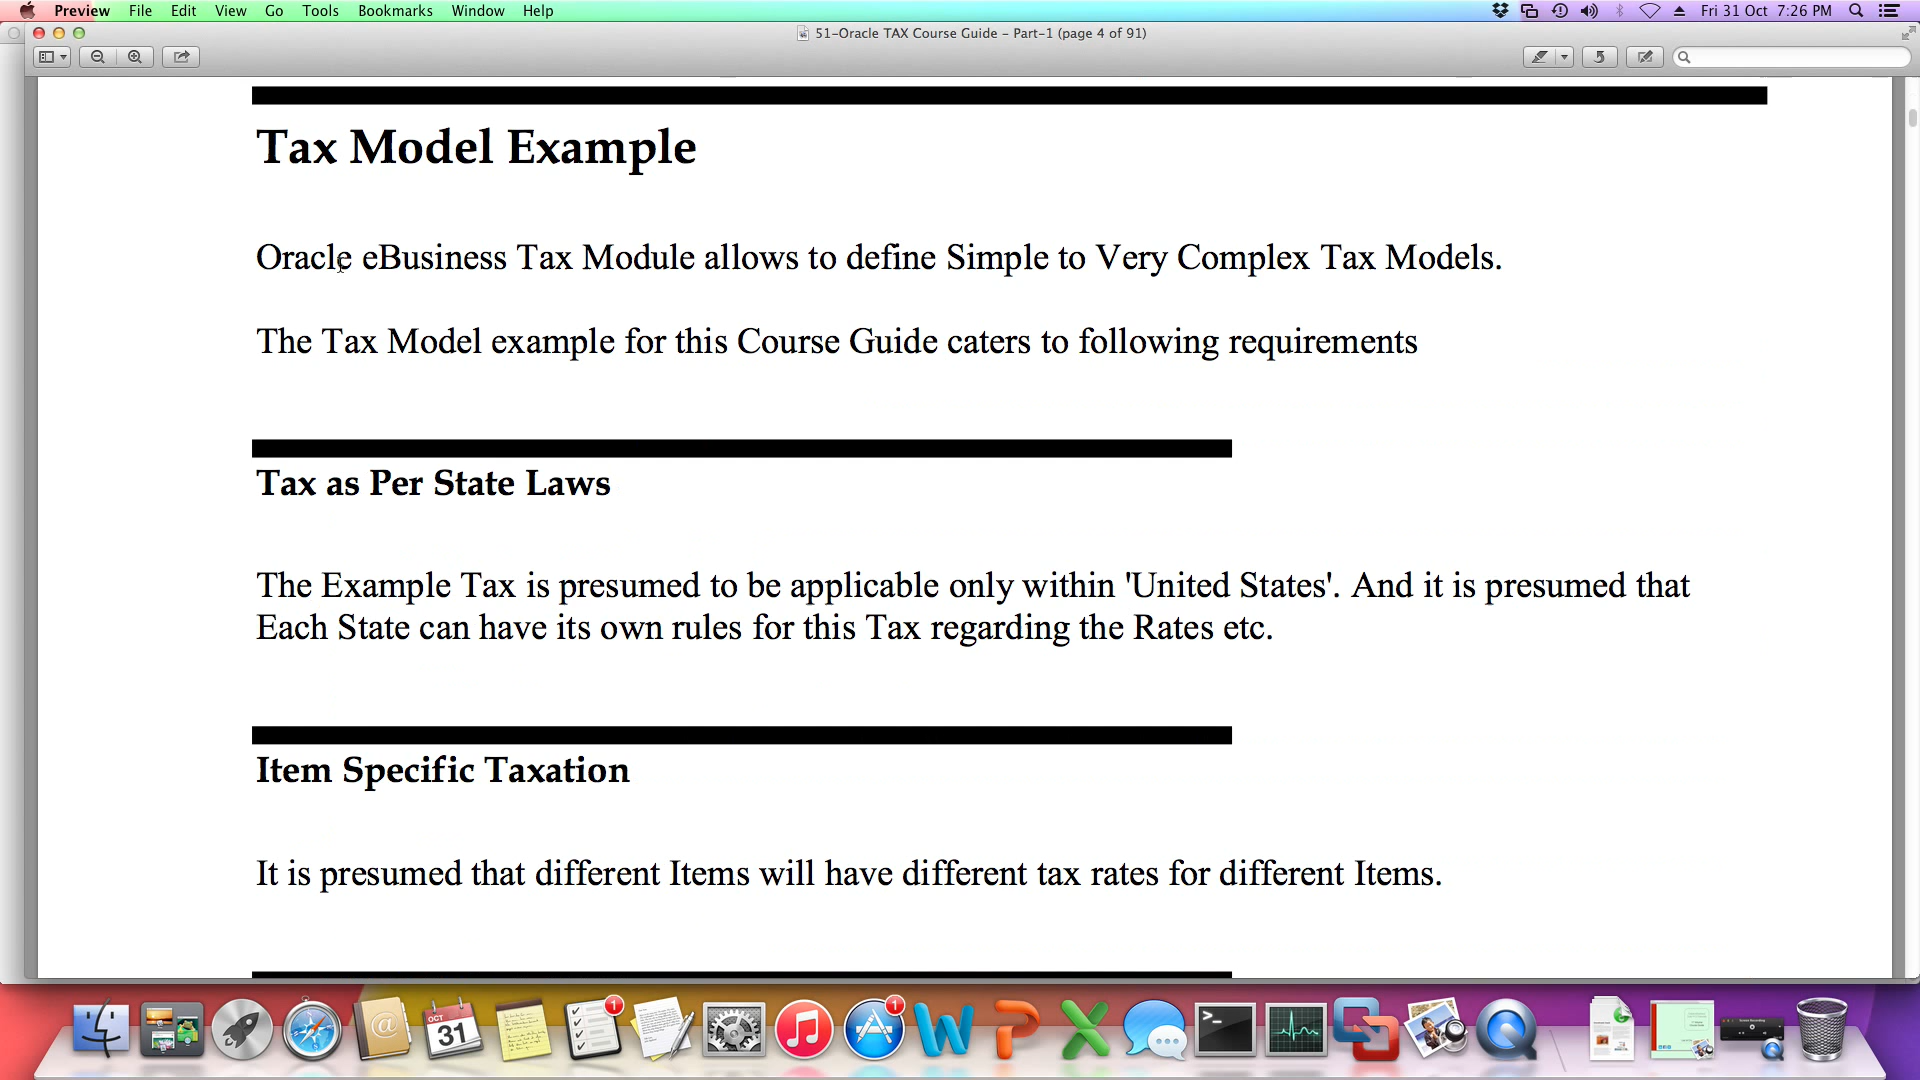 Preview File Edit View Go Tools Bookmarks Window Help Fri 31 Oct 7:26 PM
51-Oracle TAX Course Guide – Part-1 (page 4 of 91)
Tax Model Example
Oracle eBusiness Tax Module allows to define Simple to Very Complex Tax Models.
The Tax Model example for this Course Guide caters to following requirements
Tax as Per State Laws
The Example Tax is presumed to be applicable only within 'United States'. And it is presumed that
Each State can have its own rules for this Tax regarding the Rates etc.
Item Specific Taxation
It is presumed that different Items will have different tax rates for different Items.
OCT
31
1
1